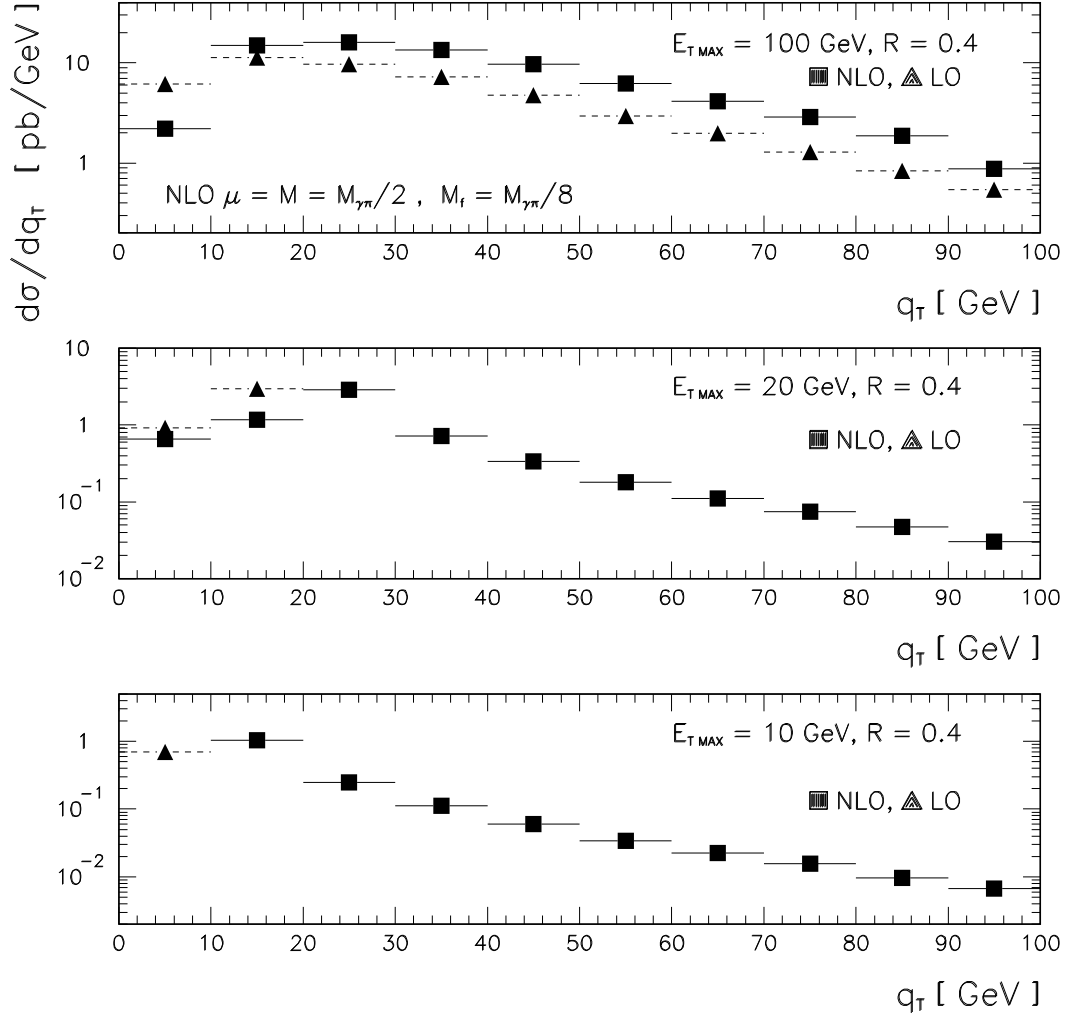 dσ/dq_T [ pb/GeV]
E_T MAX = 100 GeV, R = 0.4
NLO, LO
10
1
NLO μ = M = M_γπ/2 , M_f = M_γπ/8
0 10 20 30 40 50 60 70 80 90 100
q_T [ GeV]
10
E_T MAX = 20 GeV, R = 0.4
1
NLO, LO
10^-1
10^-2
0 10 20 30 40 50 60 70 80 90 100
q_T [ GeV]
E_T MAX = 10 GeV, R = 0.4
1
NLO, LO
10^-1
10^-2
0 10 20 30 40 50 60 70 80 90 100
q_T [ GeV]